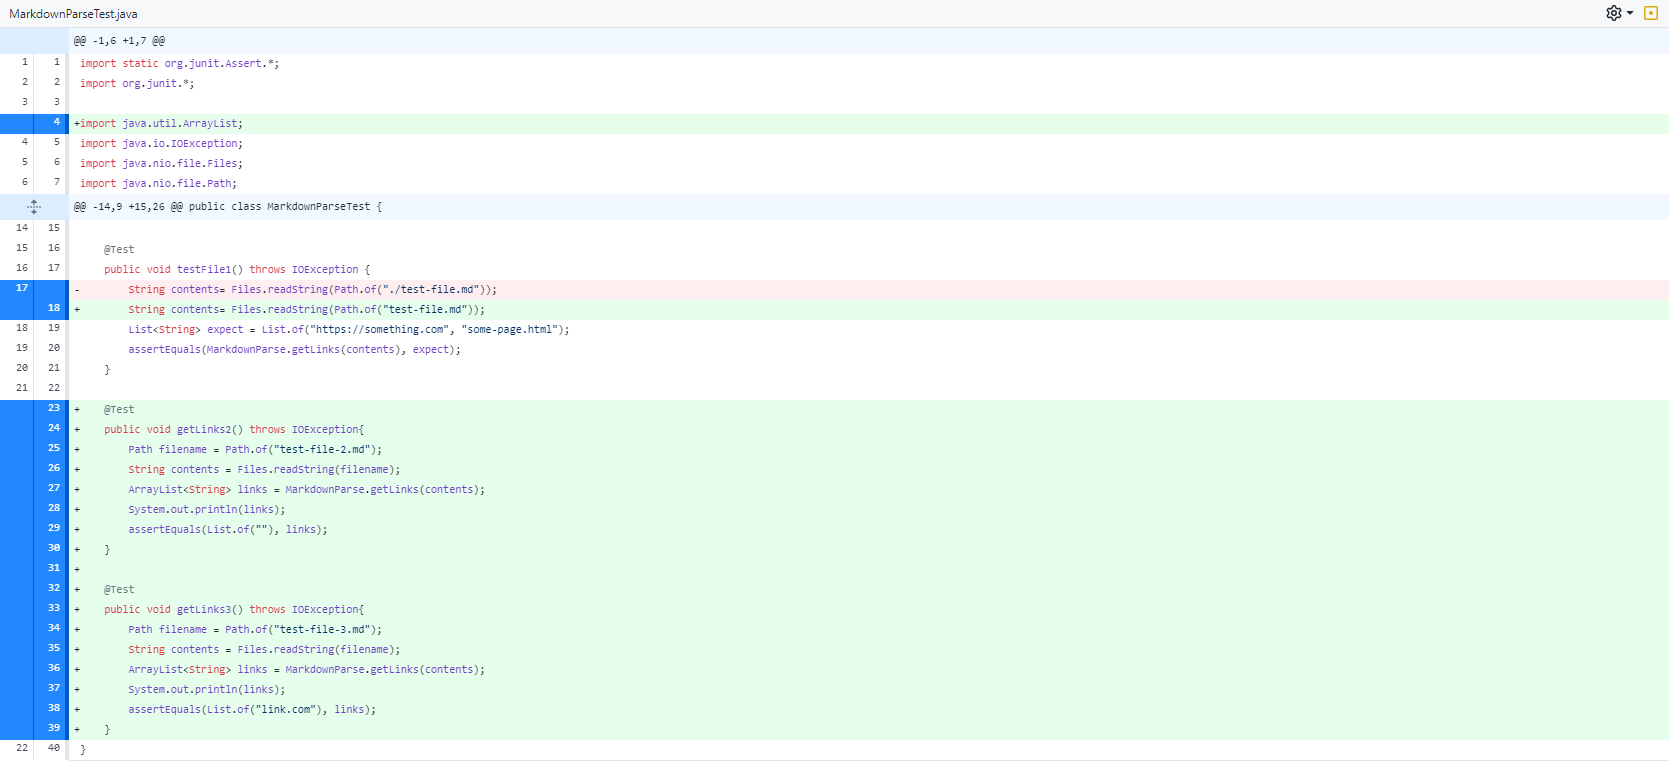 MarkdownParseTest.java
@@ -1,6 +1,7 @@
1 1 import static org.junit.Assert.*;
2 2 import org.junit.*;
3 3
4 +import java.util.ArrayList;
4 5 import java.io.IOException;
5 6 import java.nio.file.Files;
6 7 import java.nio.file.Path;
@@ -14,9 +15,26 @@ public class MarkdownParseTest {
14 15
15 16 @Test
16 17 public void testFile1() throws IOException {
17 - String contents= Files.readString(Path.of("./test-file.md"));
18 + String contents= Files.readString(Path.of("test-file.md"));
18 19 List<String> expect = List.of("https://something.com", "some-page.html");
19 20 assertEquals(MarkdownParse.getLinks(contents), expect);
20 21 }
21 22
23 + @Test
24 + public void getLinks2() throws IOException{
25 + Path filename = Path.of("test-file-2.md");
26 + String contents = Files.readString(filename);
27 + ArrayList<String> links = MarkdownParse.getLinks(contents);
28 + System.out.println(links);
29 + assertEquals(List.of(""), links);
30 + }
31 +
32 + @Test
33 + public void getLinks3() throws IOException{
34 + Path filename = Path.of("test-file-3.md");
35 + String contents = Files.readString(filename);
36 + ArrayList<String> links = MarkdownParse.getLinks(contents);
37 + System.out.println(links);
38 + assertEquals(List.of("link.com"), links);
39 + }
22 40 }